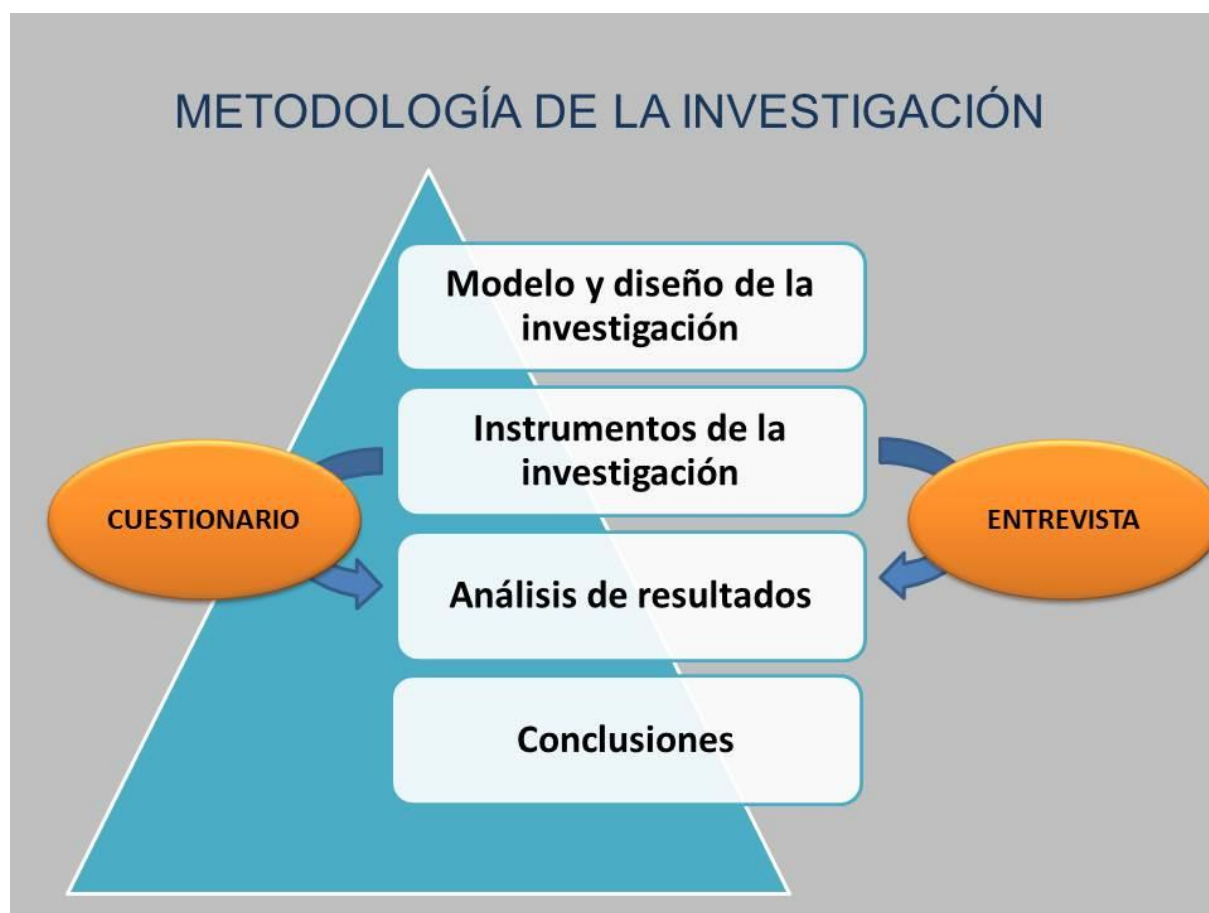 METODOLOGÍA DE LA INVESTIGACIÓN
Modelo y diseño de la
investigación
Instrumentos de la
investigación
CUESTIONARIO
ENTREVISTA
Análisis de resultados
Conclusiones